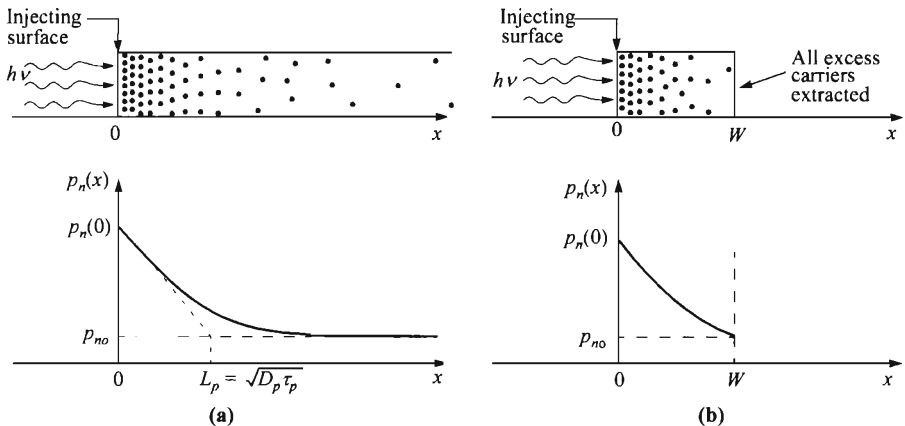 Injecting
surface
hν
0
x
pₙ(x)
pₙ(0)
pₙₒ
0
Lₚ = √Dₚτₚ
x
(a)
Injecting
surface
hν
All excess
carriers
extracted
0
W
x
pₙ(x)
pₙ(0)
pₙₒ
0
W
x
(b)